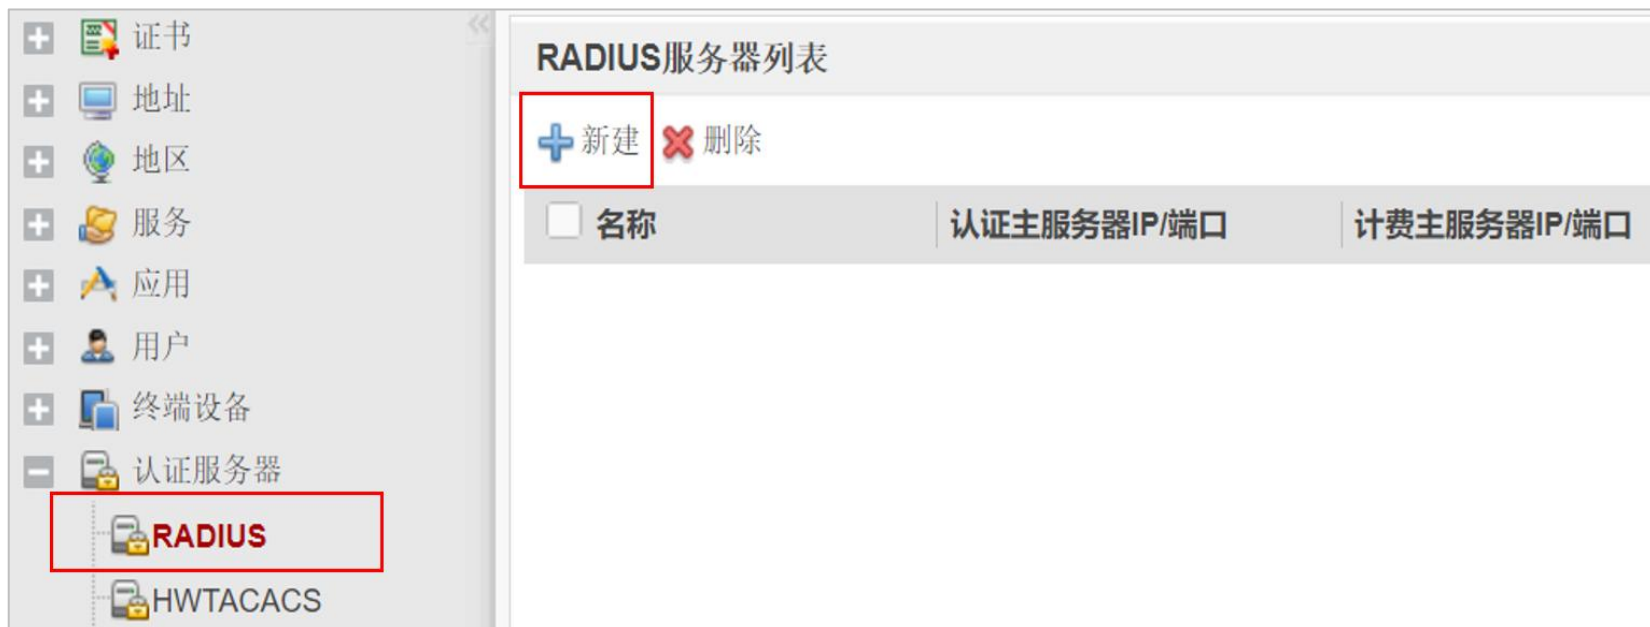 证书
地址
地区
服务
应用
用户
终端设备
认证服务器
RADIUS
HWTACACS
RADIUS服务器列表
新建 删除
名称 认证主服务器IP/端口 计费主服务器IP/端口